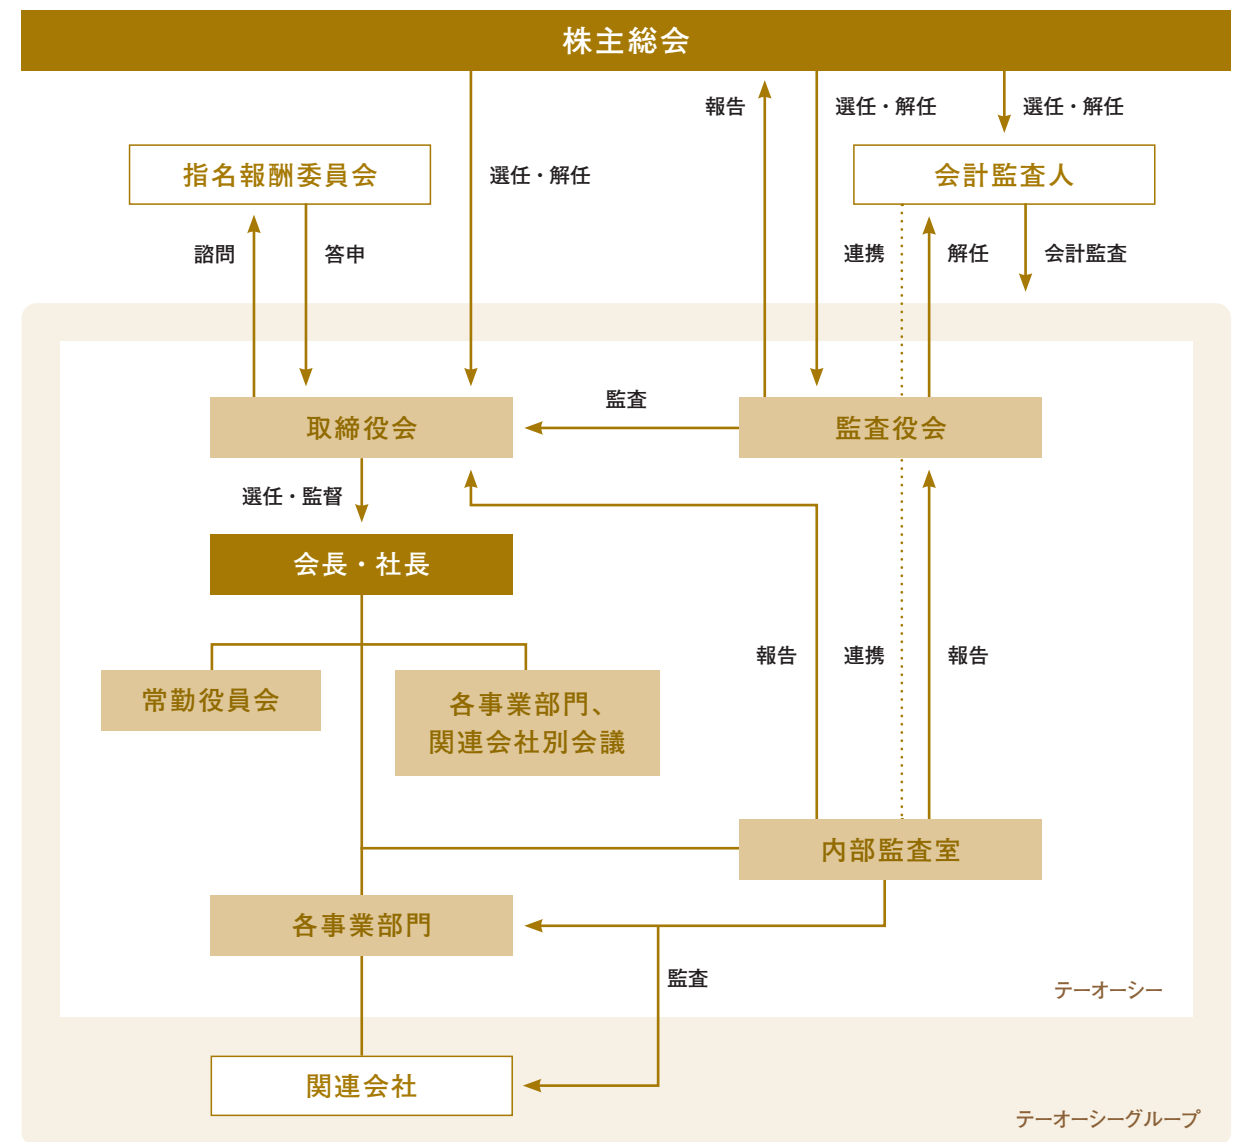 株主総会
報告
選任・解任
選任・解任
指名報酬委員会
選任・解任
会計監査人
諮問
答申
連携
解任
会計監査
監査
取締役会
監査役会
選任・監督
会長・社長
報告
連携
報告
常勤役員会
各事業部門、
関連会社別会議
内部監査室
各事業部門
監査
テーオーシー
関連会社
テーオーシーグループ